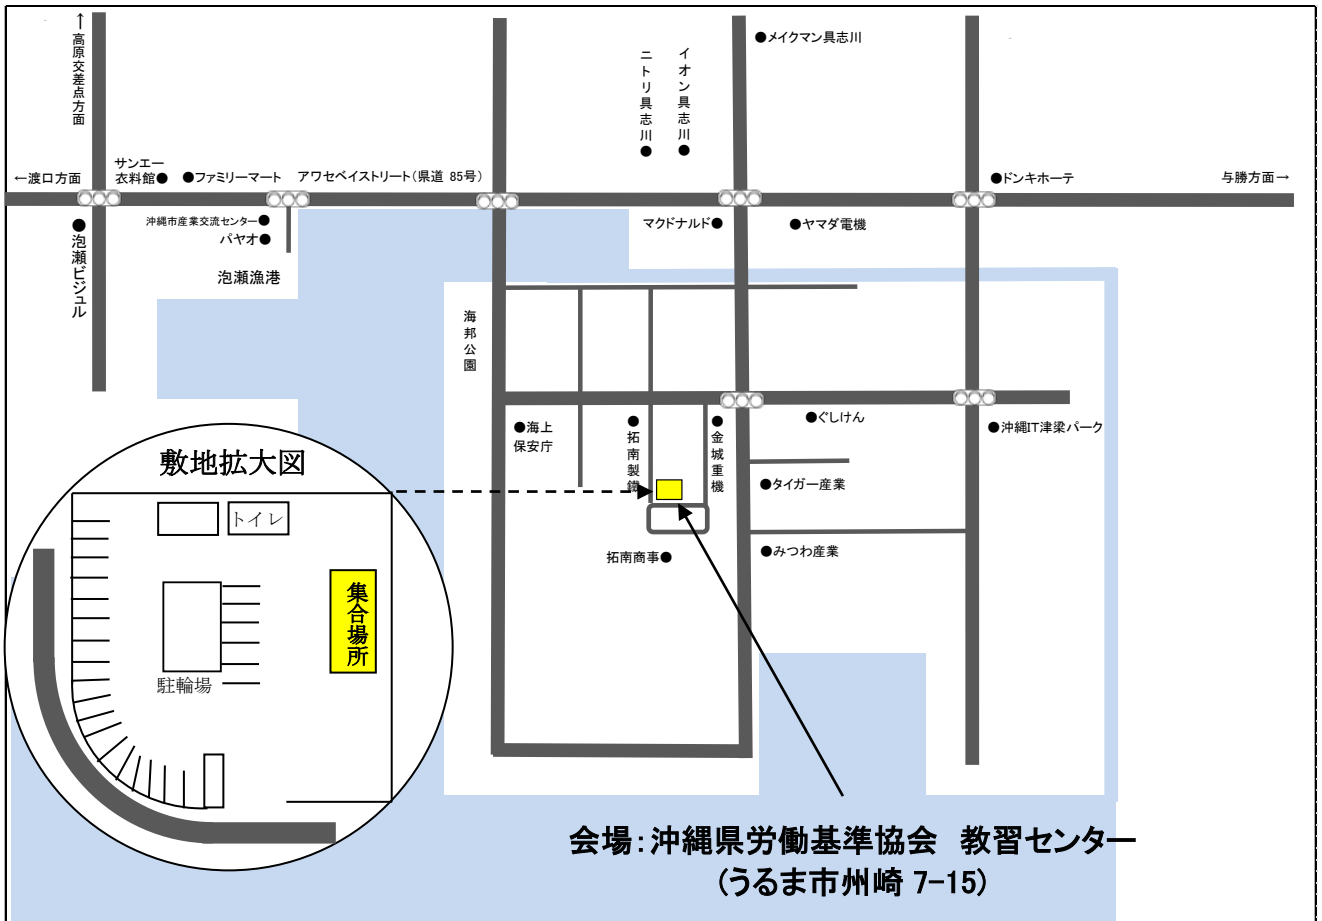 ↑高原交差点方面
●メイクマン具志川
ニトリ具志川●
イオン具志川●
←渡口方面
サンエー
衣料館●
●ファミリーマート
アワセベイストリート(県道 85号)
●ドンキホーテ
与勝方面→
●泡瀬ビジュル
沖縄市産業交流センター●
パヤオ●
泡瀬漁港
マクドナルド●
●ヤマダ電機
海邦公園
●海上
保安庁
●拓南製鐵
●金城重機
●ぐしけん
●沖縄IT津梁パーク
●タイガー産業
拓南商事●
●みつわ産業
敷地拡大図
トイレ
集合場所
駐輪場
会場:沖縄県労働基準協会 教習センター
(うるま市州崎 7-15)